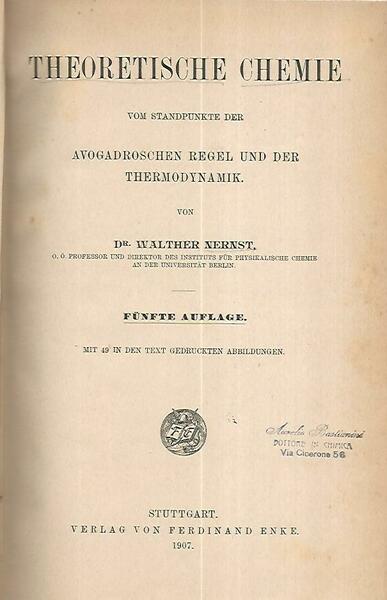 THEORETISCHE CHEMIE
VOM STANDPUNKTE DER
AVOGADROSCHEN REGEL UND DER
THERMODYNAMIK.
VON
DR. WALTHER NERNST,
O. Ö. PROFESSOR UND DIREKTOR DES INSTITUTS FÜR PHYSIKALISCHE CHEMIE
AN DER UNIVERSITÄT BERLIN.
FÜNFTE AUFLAGE.
MIT 49 IN DEN TEXT GEDRUCKTEN ABBILDUNGEN.
Aurelio
DOTTORE IN CHIMICA
Via Cicerone 56
STUTTGART.
VERLAG VON FERDINAND ENKE.
1907.